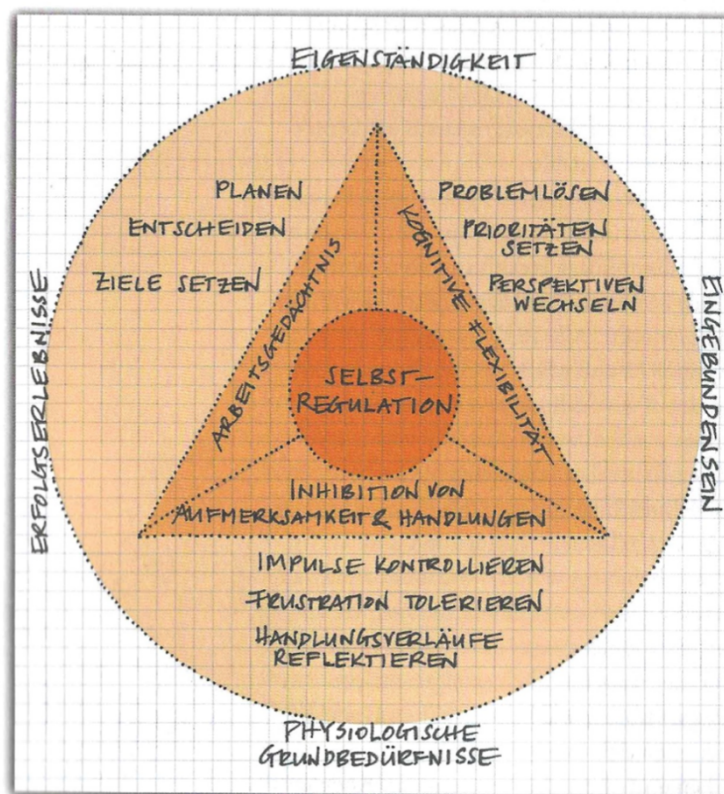 EIGENSTÄNDIGKEIT
PLANEN
ENTSCHEIDEN
ZIELE SETZEN
PROBLEMLÖSEN
PRIORITÄTEN
SETZEN
PERSPEKTIVEN
WECHSELN
ERFOLGSERLEBNISSE
ARBEITSGEDÄCHTNIS
KOGNITIVE FLEXIBILITÄT
EINGEBUNDENSEIN
SELBST-
REGULATION
INHIBITION VON
AUFMERKSAMKEIT & HANDLUNGEN
IMPULSE KONTROLLIEREN
FRUSTRATION TOLERIEREN
HANDLUNGSVERLÄUFE
REFLEKTIEREN
PHYSIOLOGISCHE
GRUNDBEDÜRFNISSE